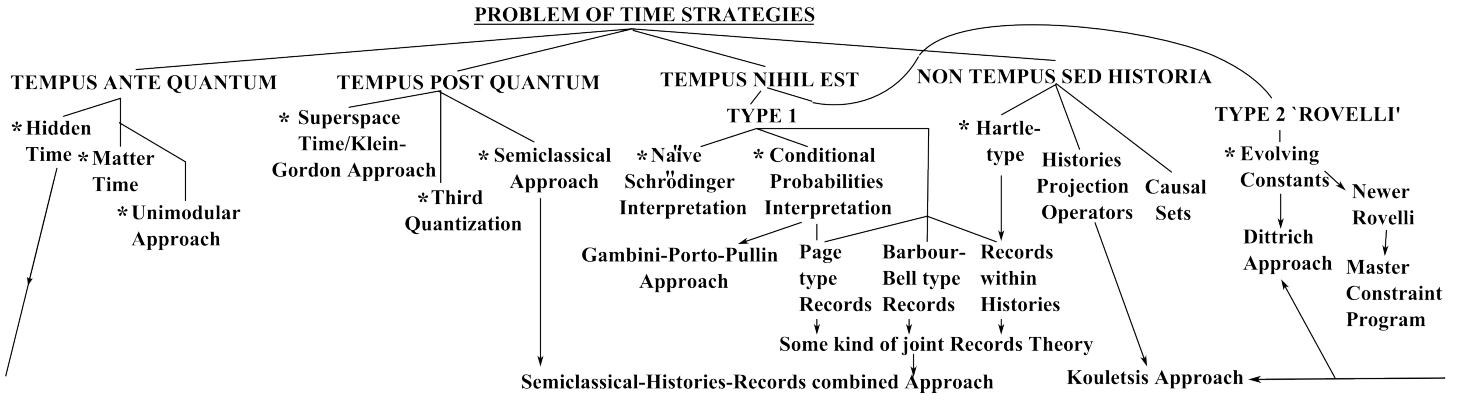 PROBLEM OF TIME STRATEGIES
TEMPUS ANTE QUANTUM
* Hidden
Time
* Matter
Time
* Unimodular
Approach
TEMPUS POST QUANTUM
* Superspace
Time/Klein-
Gordon Approach
* Third
Quantization
* Semiclassical
Approach
TEMPUS NIHIL EST
TYPE 1
* Naïve
Schrödinger
Interpretation
* Conditional
Probabilities
Interpretation
Gambini-Porto-Pullin
Approach
Page
type
Records
Barbour-
Bell type
Records
Records
within
Histories
Some kind of joint Records Theory
Semiclassical-Histories-Records combined Approach
NON TEMPUS SED HISTORIA
* Hartle-
type
Histories
Projection
Operators
Causal
Sets
Kouletsis Approach
TYPE 2 `ROVELLI'
* Evolving
Constants
Newer
Rovelli
Dittrich
Approach
Master
Constraint
Program